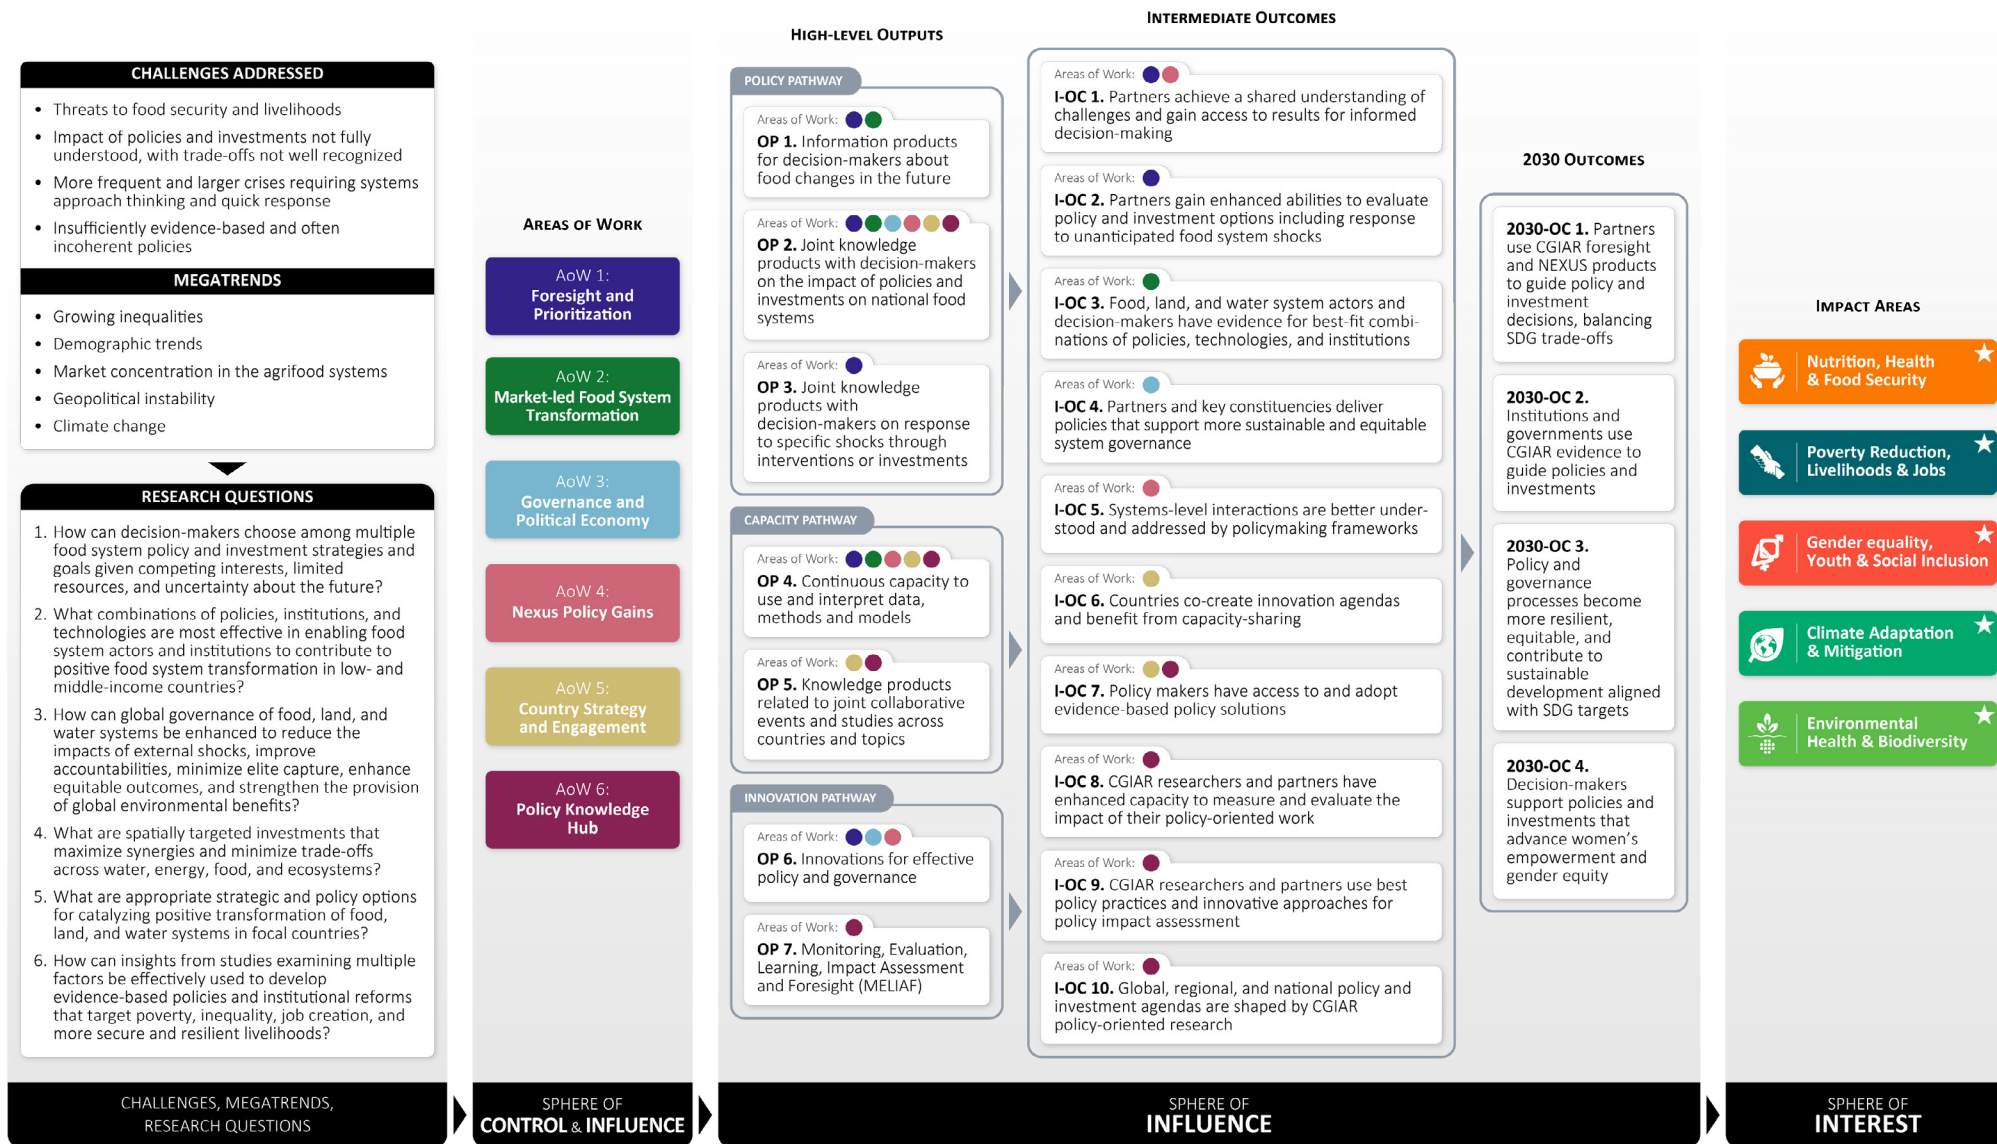 CHALLENGES ADDRESSED
• Threats to food security and livelihoods
• Impact of policies and investments not fully
understood, with trade-offs not well recognized
• More frequent and larger crises requiring systems
approach thinking and quick response
• Insufficiently evidence-based and often
incoherent policies
MEGATRENDS
• Growing inequalities
• Demographic trends
• Market concentration in the agrifood systems
• Geopolitical instability
• Climate change
RESEARCH QUESTIONS
1. How can decision-makers choose among multiple
food system policy and investment strategies and
goals given competing interests, limited
resources, and uncertainty about the future?
2. What combinations of policies, institutions, and
technologies are most effective in enabling food
system actors and institutions to contribute to
positive food system transformation in low- and
middle-income countries?
3. How can global governance of food, land, and
water systems be enhanced to reduce the
impacts of external shocks, improve
accountabilities, minimize elite capture, enhance
equitable outcomes, and strengthen the provision
of global environmental benefits?
4. What are spatially targeted investments that
maximize synergies and minimize trade-offs
across water, energy, food, and ecosystems?
5. What are appropriate strategic and policy options
for catalyzing positive transformation of food,
land, and water systems in focal countries?
6. How can insights from studies examining multiple
factors be effectively used to develop
evidence-based policies and institutional reforms
that target poverty, inequality, job creation, and
more secure and resilient livelihoods?
CHALLENGES, MEGATRENDS,
RESEARCH QUESTIONS
AREAS OF WORK
AoW 1:
Foresight and
Prioritization
AoW 2:
Market-led Food System
Transformation
AoW 3:
Governance and
Political Economy
AoW 4:
Nexus Policy Gains
AoW 5:
Country Strategy
and Engagement
AoW 6:
Policy Knowledge
Hub
SPHERE OF
CONTROL & INFLUENCE
HIGH-LEVEL OUTPUTS
POLICY PATHWAY
Areas of Work:
OP 1. Information products
for decision-makers about
food changes in the future
Areas of Work:
OP 2. Joint knowledge
products with decision-makers
on the impact of policies and
investments on national food
systems
Areas of Work:
OP 3. Joint knowledge
products with
decision-makers on response
to specific shocks through
interventions or investments
CAPACITY PATHWAY
Areas of Work:
OP 4. Continuous capacity to
use and interpret data,
methods and models
Areas of Work:
OP 5. Knowledge products
related to joint collaborative
events and studies across
countries and topics
INNOVATION PATHWAY
Areas of Work:
OP 6. Innovations for effective
policy and governance
Areas of Work:
OP 7. Monitoring, Evaluation,
Learning, Impact Assessment
and Foresight (MELIAF)
INTERMEDIATE OUTCOMES
Areas of Work:
I-OC 1. Partners achieve a shared understanding of
challenges and gain access to results for informed
decision-making
Areas of Work:
I-OC 2. Partners gain enhanced abilities to evaluate
policy and investment options including response
to unanticipated food system shocks
Areas of Work:
I-OC 3. Food, land, and water system actors and
decision-makers have evidence for best-fit combi-
nations of policies, technologies, and institutions
Areas of Work:
I-OC 4. Partners and key constituencies deliver
policies that support more sustainable and equitable
system governance
Areas of Work:
I-OC 5. Systems-level interactions are better under-
stood and addressed by policymaking frameworks
Areas of Work:
I-OC 6. Countries co-create innovation agendas
and benefit from capacity-sharing
Areas of Work:
I-OC 7. Policy makers have access to and adopt
evidence-based policy solutions
Areas of Work:
I-OC 8. CGIAR researchers and partners have
enhanced capacity to measure and evaluate the
impact of their policy-oriented work
Areas of Work:
I-OC 9. CGIAR researchers and partners use best
policy practices and innovative approaches for
policy impact assessment
Areas of Work:
I-OC 10. Global, regional, and national policy and
investment agendas are shaped by CGIAR
policy-oriented research
2030 OUTCOMES
2030-OC 1. Partners
use CGIAR foresight
and NEXUS products
to guide policy and
investment
decisions, balancing
SDG trade-offs
2030-OC 2.
Institutions and
governments use
CGIAR evidence to
guide policies and
investments
2030-OC 3.
Policy and
governance
processes become
more resilient,
equitable, and
contribute to
sustainable
development aligned
with SDG targets
2030-OC 4.
Decision-makers
support policies and
investments that
advance women's
empowerment and
gender equity
SPHERE OF
INFLUENCE
IMPACT AREAS
Nutrition, Health
& Food Security
Poverty Reduction,
Livelihoods & Jobs
Gender equality,
Youth & Social Inclusion
Climate Adaptation
& Mitigation
Environmental
Health & Biodiversity
SPHERE OF
INTEREST